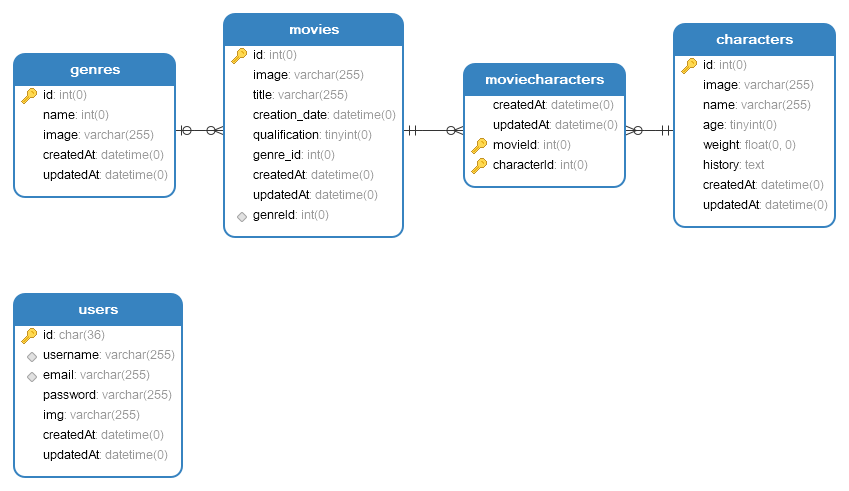 genres
id: int(0)
name: int(0)
image: varchar(255)
createdAt: datetime(0)
updatedAt: datetime(0)
movies
id: int(0)
image: varchar(255)
title: varchar(255)
creation_date: datetime(0)
qualification: tinyint(0)
genre_id: int(0)
createdAt: datetime(0)
updatedAt: datetime(0)
genreId: int(0)
moviecharacters
createdAt: datetime(0)
updatedAt: datetime(0)
movieId: int(0)
characterId: int(0)
characters
id: int(0)
image: varchar(255)
name: varchar(255)
age: tinyint(0)
weight: float(0, 0)
history: text
createdAt: datetime(0)
updatedAt: datetime(0)
users
id: char(36)
username: varchar(255)
email: varchar(255)
password: varchar(255)
img: varchar(255)
createdAt: datetime(0)
updatedAt: datetime(0)